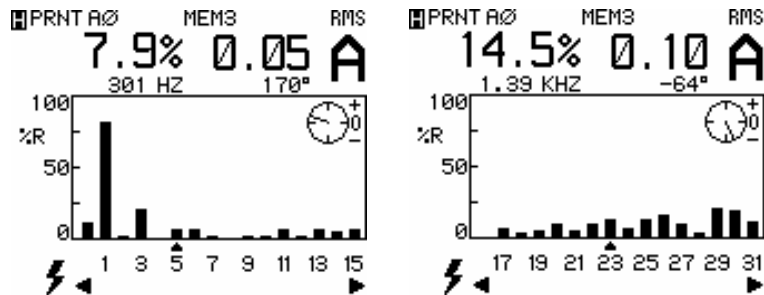 H PRNT AØ MEM3 RMS
7.9% 0.05 A
301 HZ 170°
100
%R
50
0
+
0
−
1 3 5 7 9 11 13 15
H PRNT AØ MEM3 RMS
14.5% 0.10 A
1.39 KHZ -64°
100
%R
50
0
+
0
−
17 19 21 23 25 27 29 31